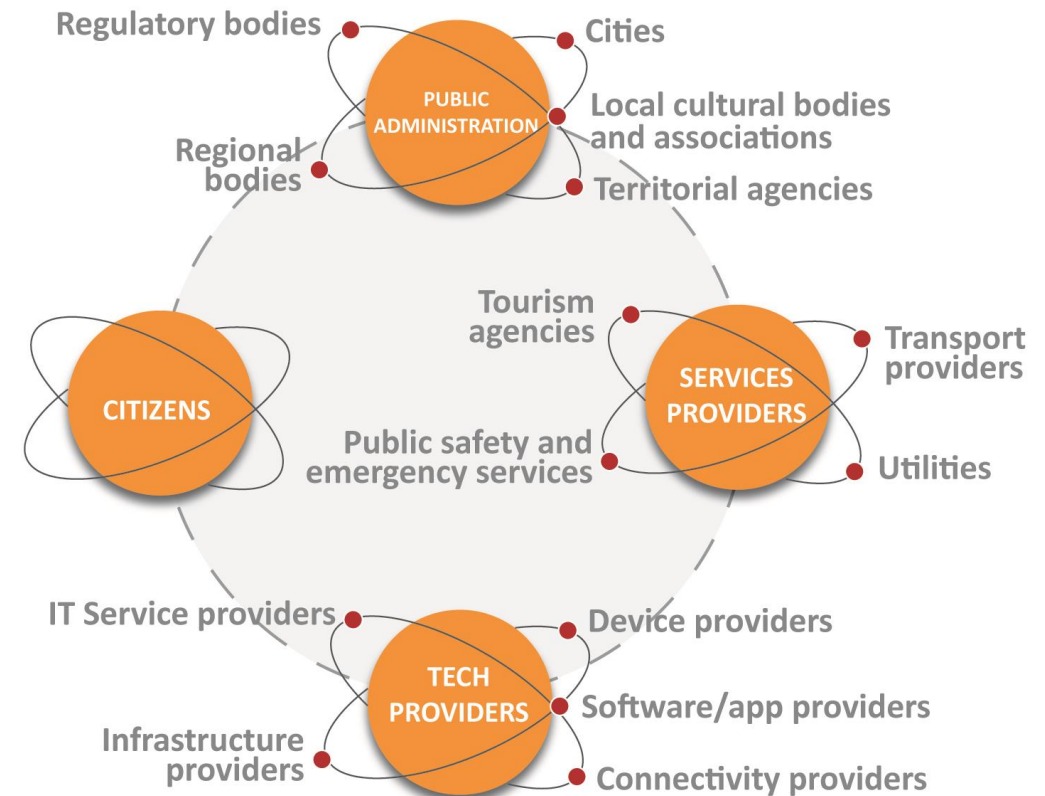 Regulatory bodies
Cities
PUBLIC
ADMINISTRATION
Local cultural bodies
and associations
Regional
bodies
Territorial agencies
Tourism
agencies
Transport
providers
SERVICES
PROVIDERS
CITIZENS
Public safety and
emergency services
Utilities
IT Service providers
Device providers
TECH
PROVIDERS
Software/app providers
Infrastructure
providers
Connectivity providers